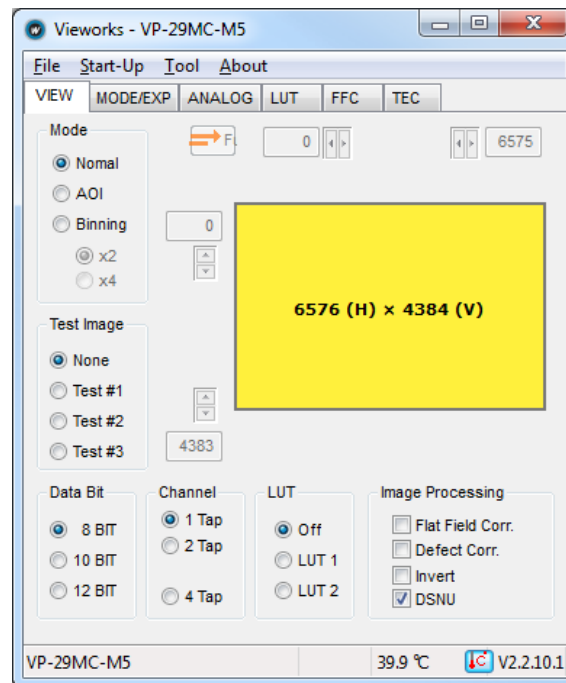 Vieworks - VP-29MC-M5
File Start-Up Tool About
VIEW MODE/EXP ANALOG LUT FFC TEC
Mode
Nomal
AOI
Binning
x2
x4
0
6575
0
6576 (H) × 4384 (V)
Test Image
None
Test #1
Test #2
Test #3
4383
Data Bit
8 BIT
10 BIT
12 BIT
Channel
1 Tap
2 Tap
4 Tap
LUT
Off
LUT 1
LUT 2
Image Processing
Flat Field Corr.
Defect Corr.
Invert
DSNU
VP-29MC-M5 39.9 ℃ V2.2.10.1